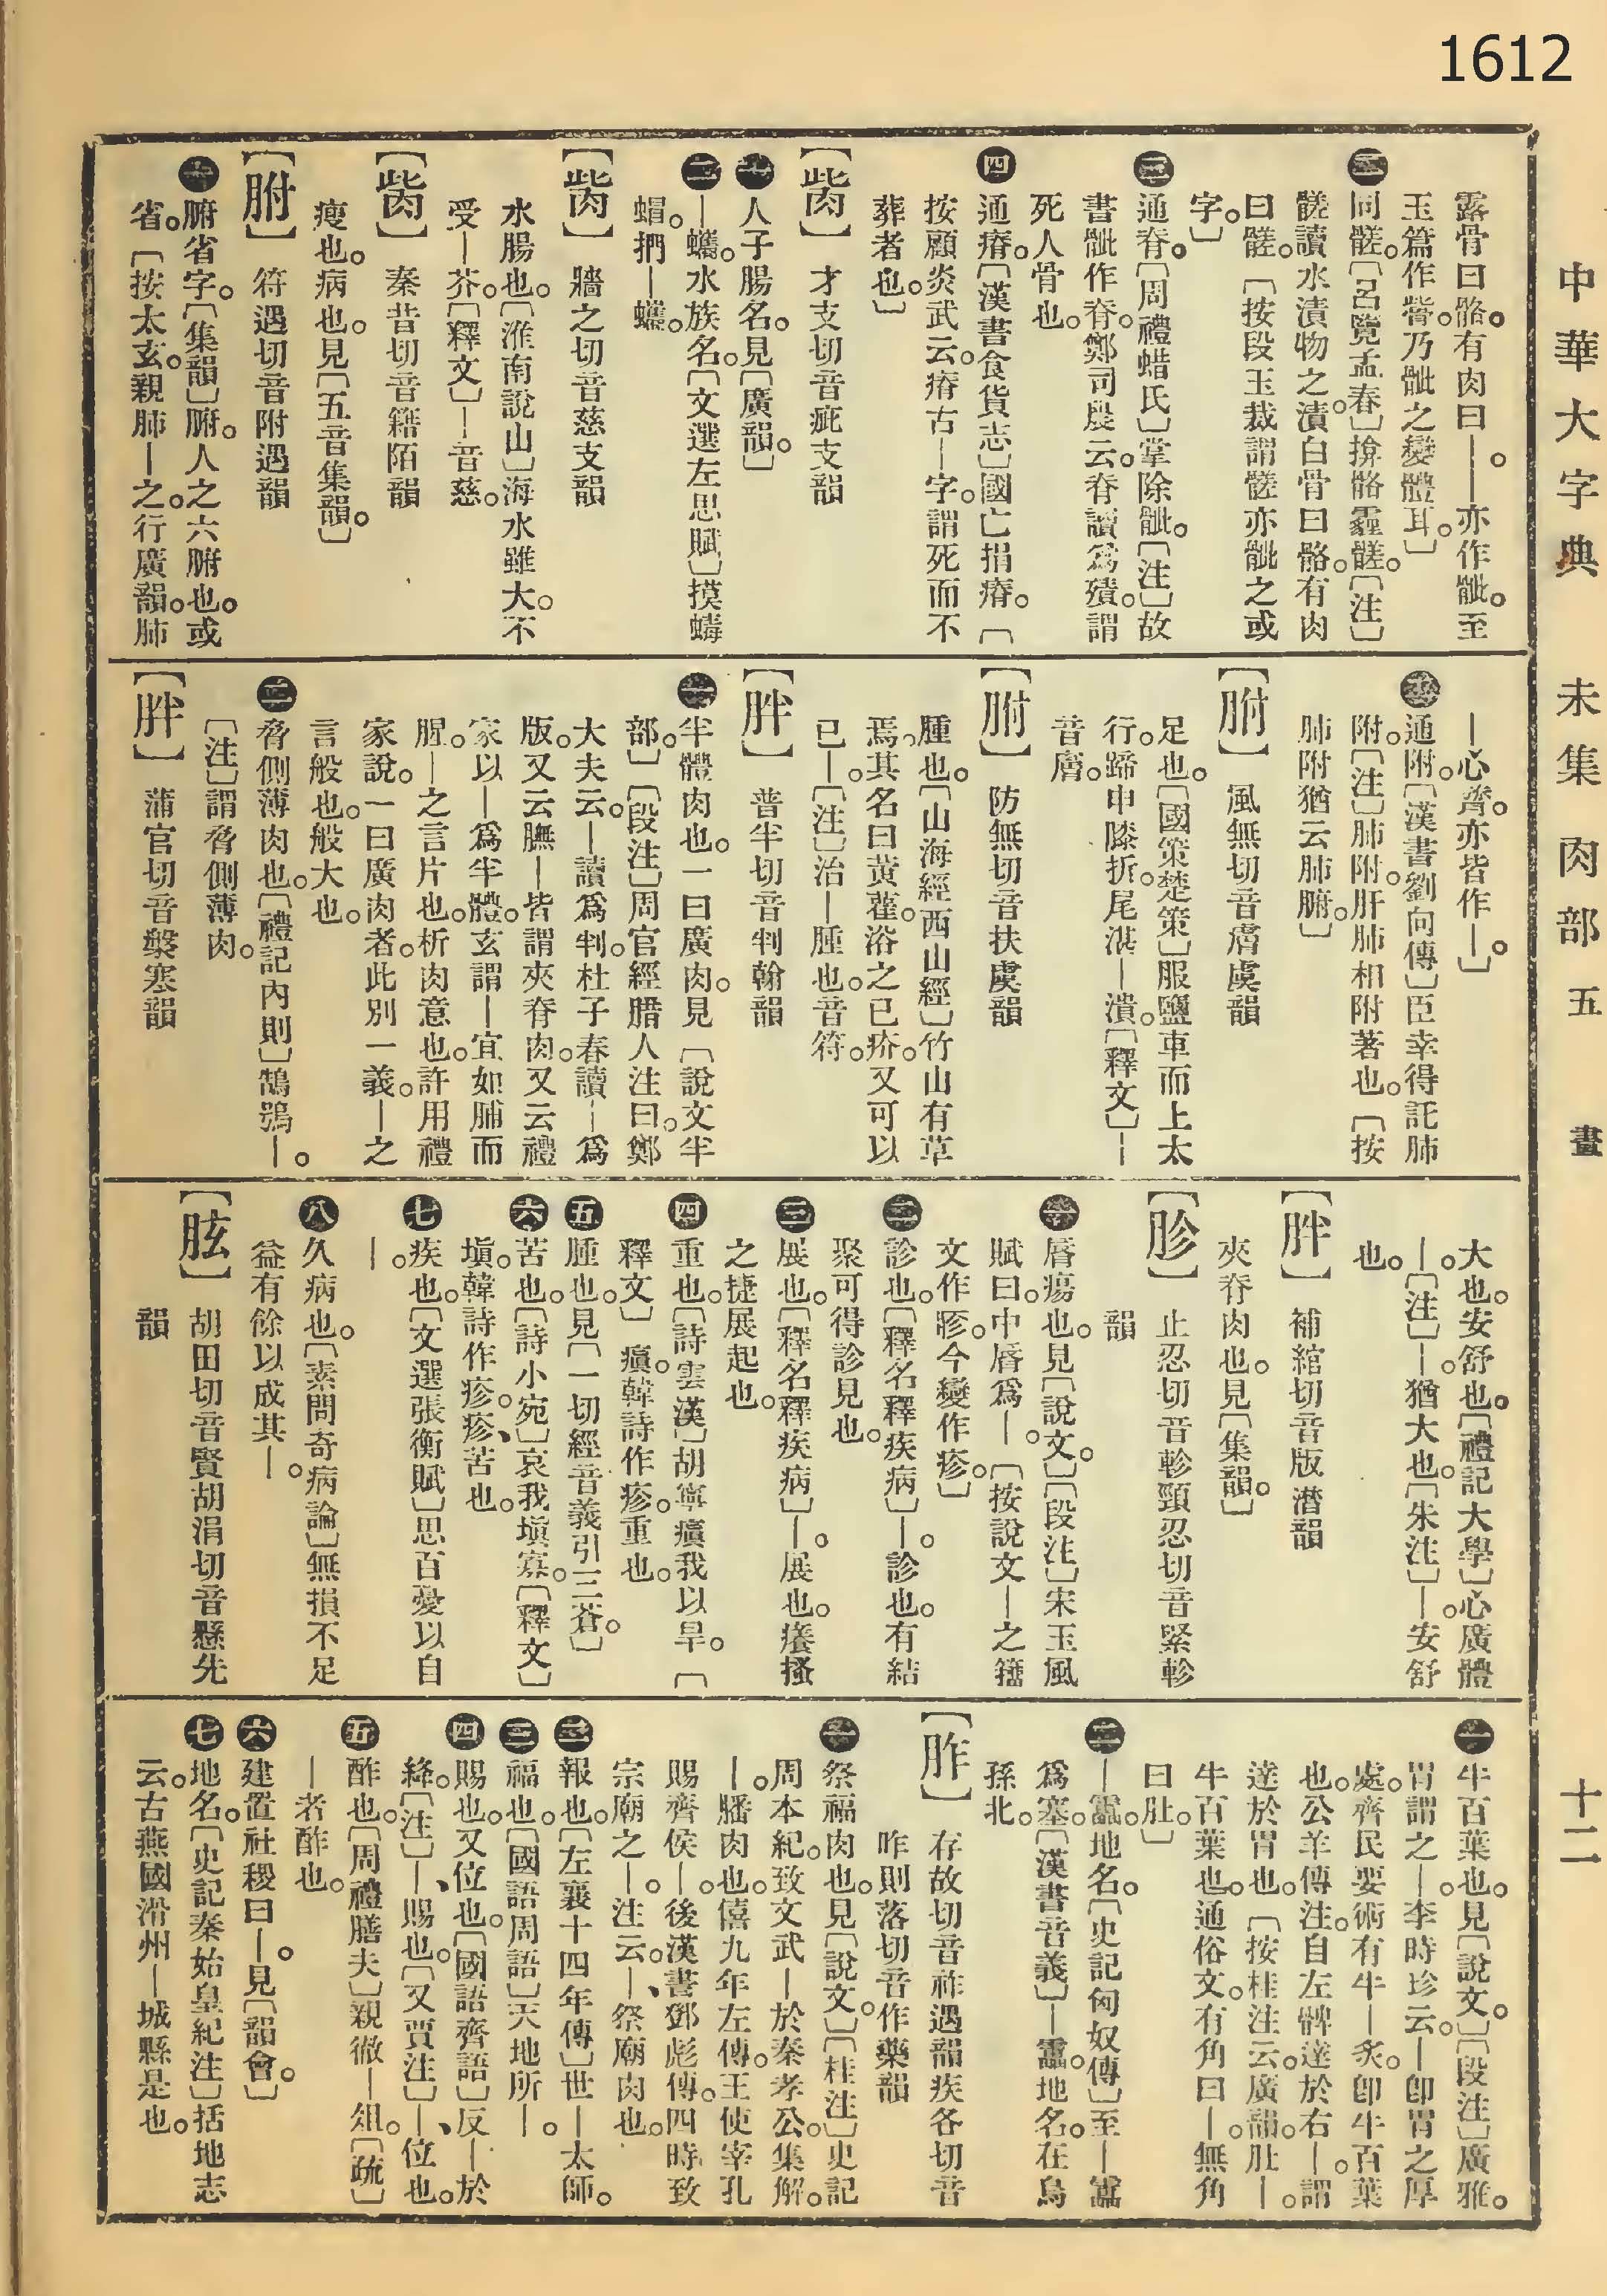 1612
中華大字典 未集 肉部 五畫 十二
露骨曰骼。有肉曰｜。｜亦作骴。至
玉篇作㱴。乃骴之變體耳。〕
㊁同髊。〔呂覽孟春〕揜骼霾髊。〔注〕
髊讀水漬物之漬。白骨曰骼。有肉
曰髊。〔按段玉裁謂髊亦骴之或
字。〕
㊂通脊。〔周禮蜡氏〕掌除骴。〔注〕故
書骴作脊。鄭司農云。脊讀爲殨。謂
死人骨也。
㊃通瘠。〔漢書食貨志〕國亡捐瘠。〔
按顧炎武云。瘠古｜字。謂死而不
葬者也。〕
【胔】才支切音疵支韻
㊀人子腸名。見〔廣韻。〕
㊁｜蠵。水族名。〔文選左思賦〕摸蝳
蝐。捫｜蠵。
【胔】牆之切音慈支韻
水腸也。〔淮南說山〕海水雖大。不
受｜芥。〔釋文〕｜音慈。
【胔】秦昔切音籍陌韻
瘦也。病也。見〔五音集韻。〕
【胕】符遇切音附遇韻
㊀腑省字。〔集韻〕腑。人之六腑也。或
省。〔按太玄。親肺｜之。行廣韻。肺
｜心膂。亦皆作｜。〕
㊁通附。〔漢書劉向傳〕臣幸得託肺
附。〔注〕肺附。肝肺相附著也。〔按
肺附猶云肺腑。〕
【胕】風無切音膚虞韻
足也。〔國策楚策〕服鹽車而上太
行。蹄申膝折。尾湛｜潰。〔釋文〕｜
音膚。
【胕】防無切音扶虞韻
腫也。〔山海經西山經〕竹山有草
焉。其名曰黃雚。浴之已疥。又可以
已｜。〔注〕治｜腫也。音符。
【胖】普半切音判翰韻
㊀半體肉也。一曰廣肉。見〔說文半
部。〕〔段注〕周官經腊人注曰。鄭
大夫云。｜讀爲判。杜子春讀｜爲
版。又云膴｜皆謂夾脊肉。又云禮
家以｜爲半體。玄謂｜宜如脯而
腥。｜之言片也。析肉意也。許用禮
家說。一曰廣肉者。此別一義。｜之
言般也。般大也。
㊁脅側薄肉也。〔禮記內則〕鵠鴞｜。
〔注〕謂脅側薄肉。
【胖】蒲官切音槃寒韻
大也。安舒也。〔禮記大學〕心廣體
｜。〔注〕｜。猶大也。〔朱注〕｜。安舒
也。
【胖】補綰切音版潸韻
夾脊肉也。見〔集韻。〕
【胗】止忍切音軫頸忍切音緊軫
韻
㊀脣瘍也。見〔說文。〕〔段注〕宋玉風
賦曰。中脣爲｜。〔按說文｜之籀
文作𤵜。今變作疹。〕
㊁診也。〔釋名釋疾病〕｜。診也。有結
聚可得診見也。
㊂展也。〔釋名釋疾病〕｜。展也。癢搔
之捷展起也。
㊃重也。〔詩雲漢〕胡寧瘨我以旱。〔
釋文〕瘨。韓詩作疹。重也。
㊄腫也。見〔一切經音義引三蒼。〕
㊅苦也。〔詩小宛〕哀我塡寡。〔釋文〕
塡。韓詩作疹。疹、苦也。
㊆疾也。〔文選張衡賦〕思百憂以自
｜。
㊇久病也。〔素問奇病論〕無損不足
益有餘以成其｜。
【胘】胡田切音賢胡涓切音懸先
韻
㊀牛百葉也。見〔說文。〕〔段注〕廣雅。
胃謂之｜。李時珍云。｜卽胃之厚
處。齊民要術有牛｜炙。卽牛百葉
也。公羊傳注。自左髀達於右｜。謂
達於胃也。〔按桂注云。廣韻。肚｜。
牛百葉也。通俗文。有角曰｜。無角
曰肚。〕
㊁｜靁。地名。〔史記匈奴傳〕至｜靁
爲塞。〔漢書音義〕｜靁。地名。在烏
孫北。
【胙】存故切音祚遇韻疾各切音
咋則落切音作藥韻
㊀祭福肉也。見〔說文。〕〔桂注〕史記
周本紀。致文武｜於秦孝公。集解。
｜。膰肉也。僖九年左傳。王使宰孔
賜齊侯｜。後漢書鄧彪傳。四時致
宗廟之｜。注云。｜、祭廟肉也。
㊁報也。〔左襄十四年傳〕世｜太師。
㊂福也。〔國語周語〕天地所｜。
㊃賜也。又位也。〔國語齊語〕反｜於
絳。〔注〕｜、賜也。〔又賈注〕｜、位也。
㊄酢也。〔周禮膳夫〕親徹｜俎。〔疏〕
｜者酢也。
㊅建置社稷曰｜。見〔韻會。〕
㊆地名。〔史記秦始皇紀注〕括地志
云。古燕國滑州｜城縣是也。